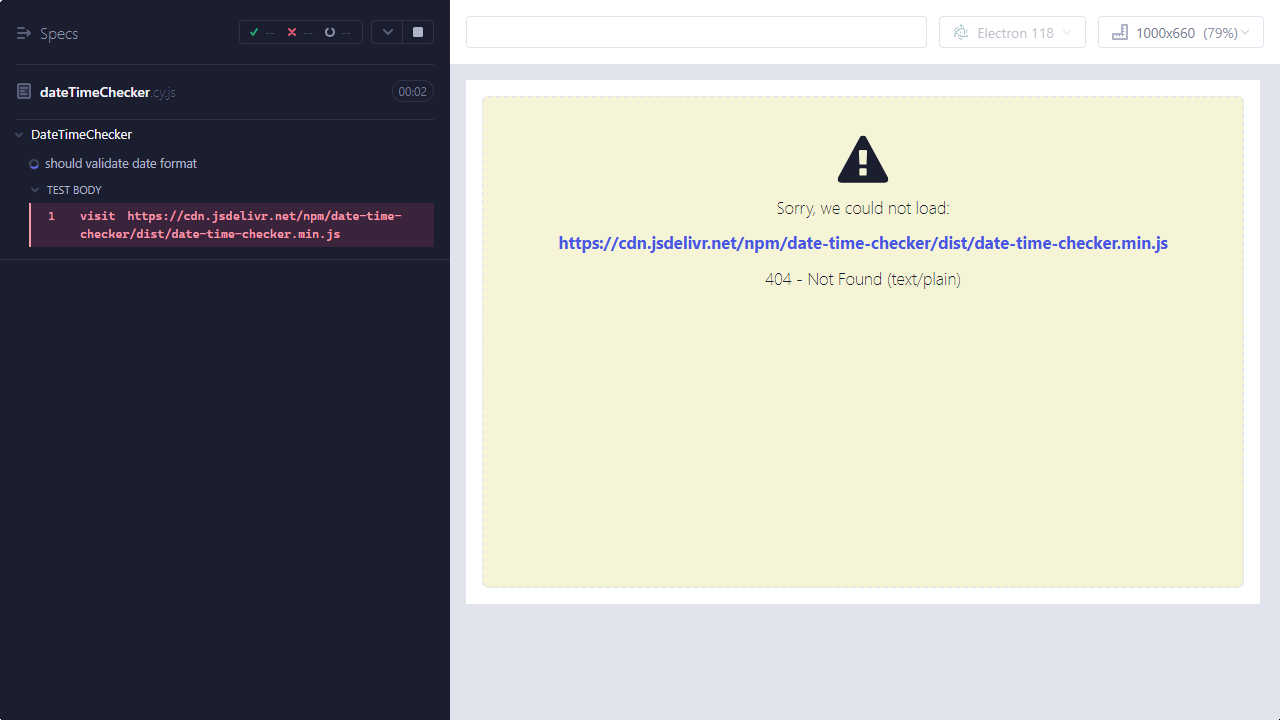 Specs
-- -- --
dateTimeChecker.cy.js
00:02
DateTimeChecker
should validate date format
TEST BODY
1 visit https://cdn.jsdelivr.net/npm/date-time-
checker/dist/date-time-checker.min.js
Electron 118
1000x660 (79%)
Sorry, we could not load:
https://cdn.jsdelivr.net/npm/date-time-checker/dist/date-time-checker.min.js
404 - Not Found (text/plain)